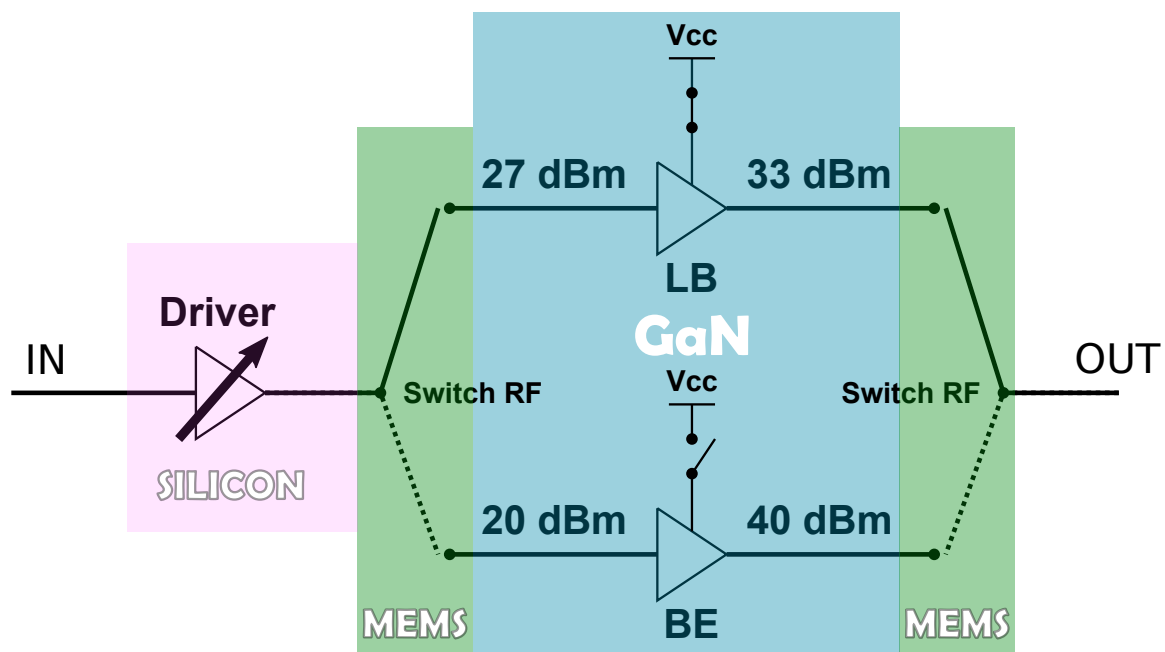 Vcc
27 dBm 33 dBm
LB
Driver
GaN
IN OUT
Vcc
Switch RF Switch RF
SILICON
20 dBm 40 dBm
BE
MEMS MEMS